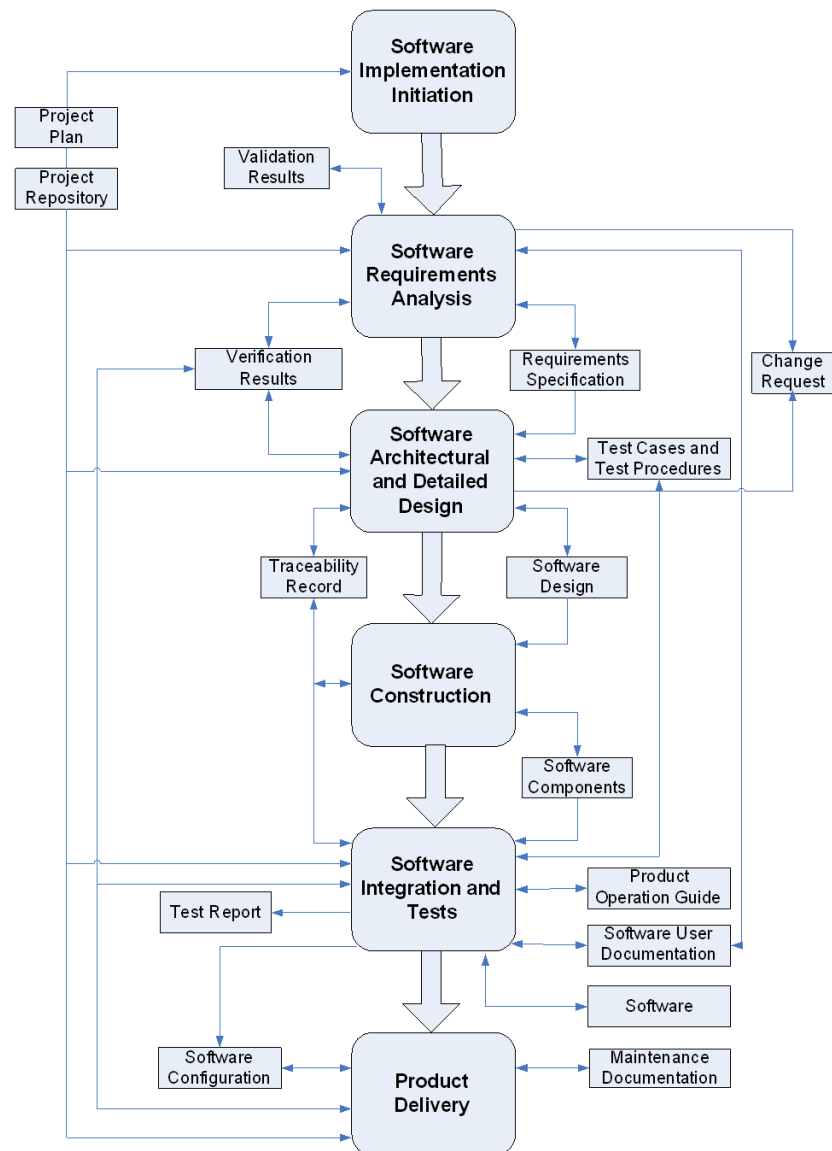 Software
Implementation
Initiation
Project
Plan
Project
Repository
Validation
Results
Software
Requirements
Analysis
Verification
Results
Requirements
Specification
Change
Request
Software
Architectural
and Detailed
Design
Test Cases and
Test Procedures
Traceability
Record
Software
Design
Software
Construction
Software
Components
Software
Integration and
Tests
Product
Operation Guide
Test Report
Software User
Documentation
Software
Software
Configuration
Product
Delivery
Maintenance
Documentation